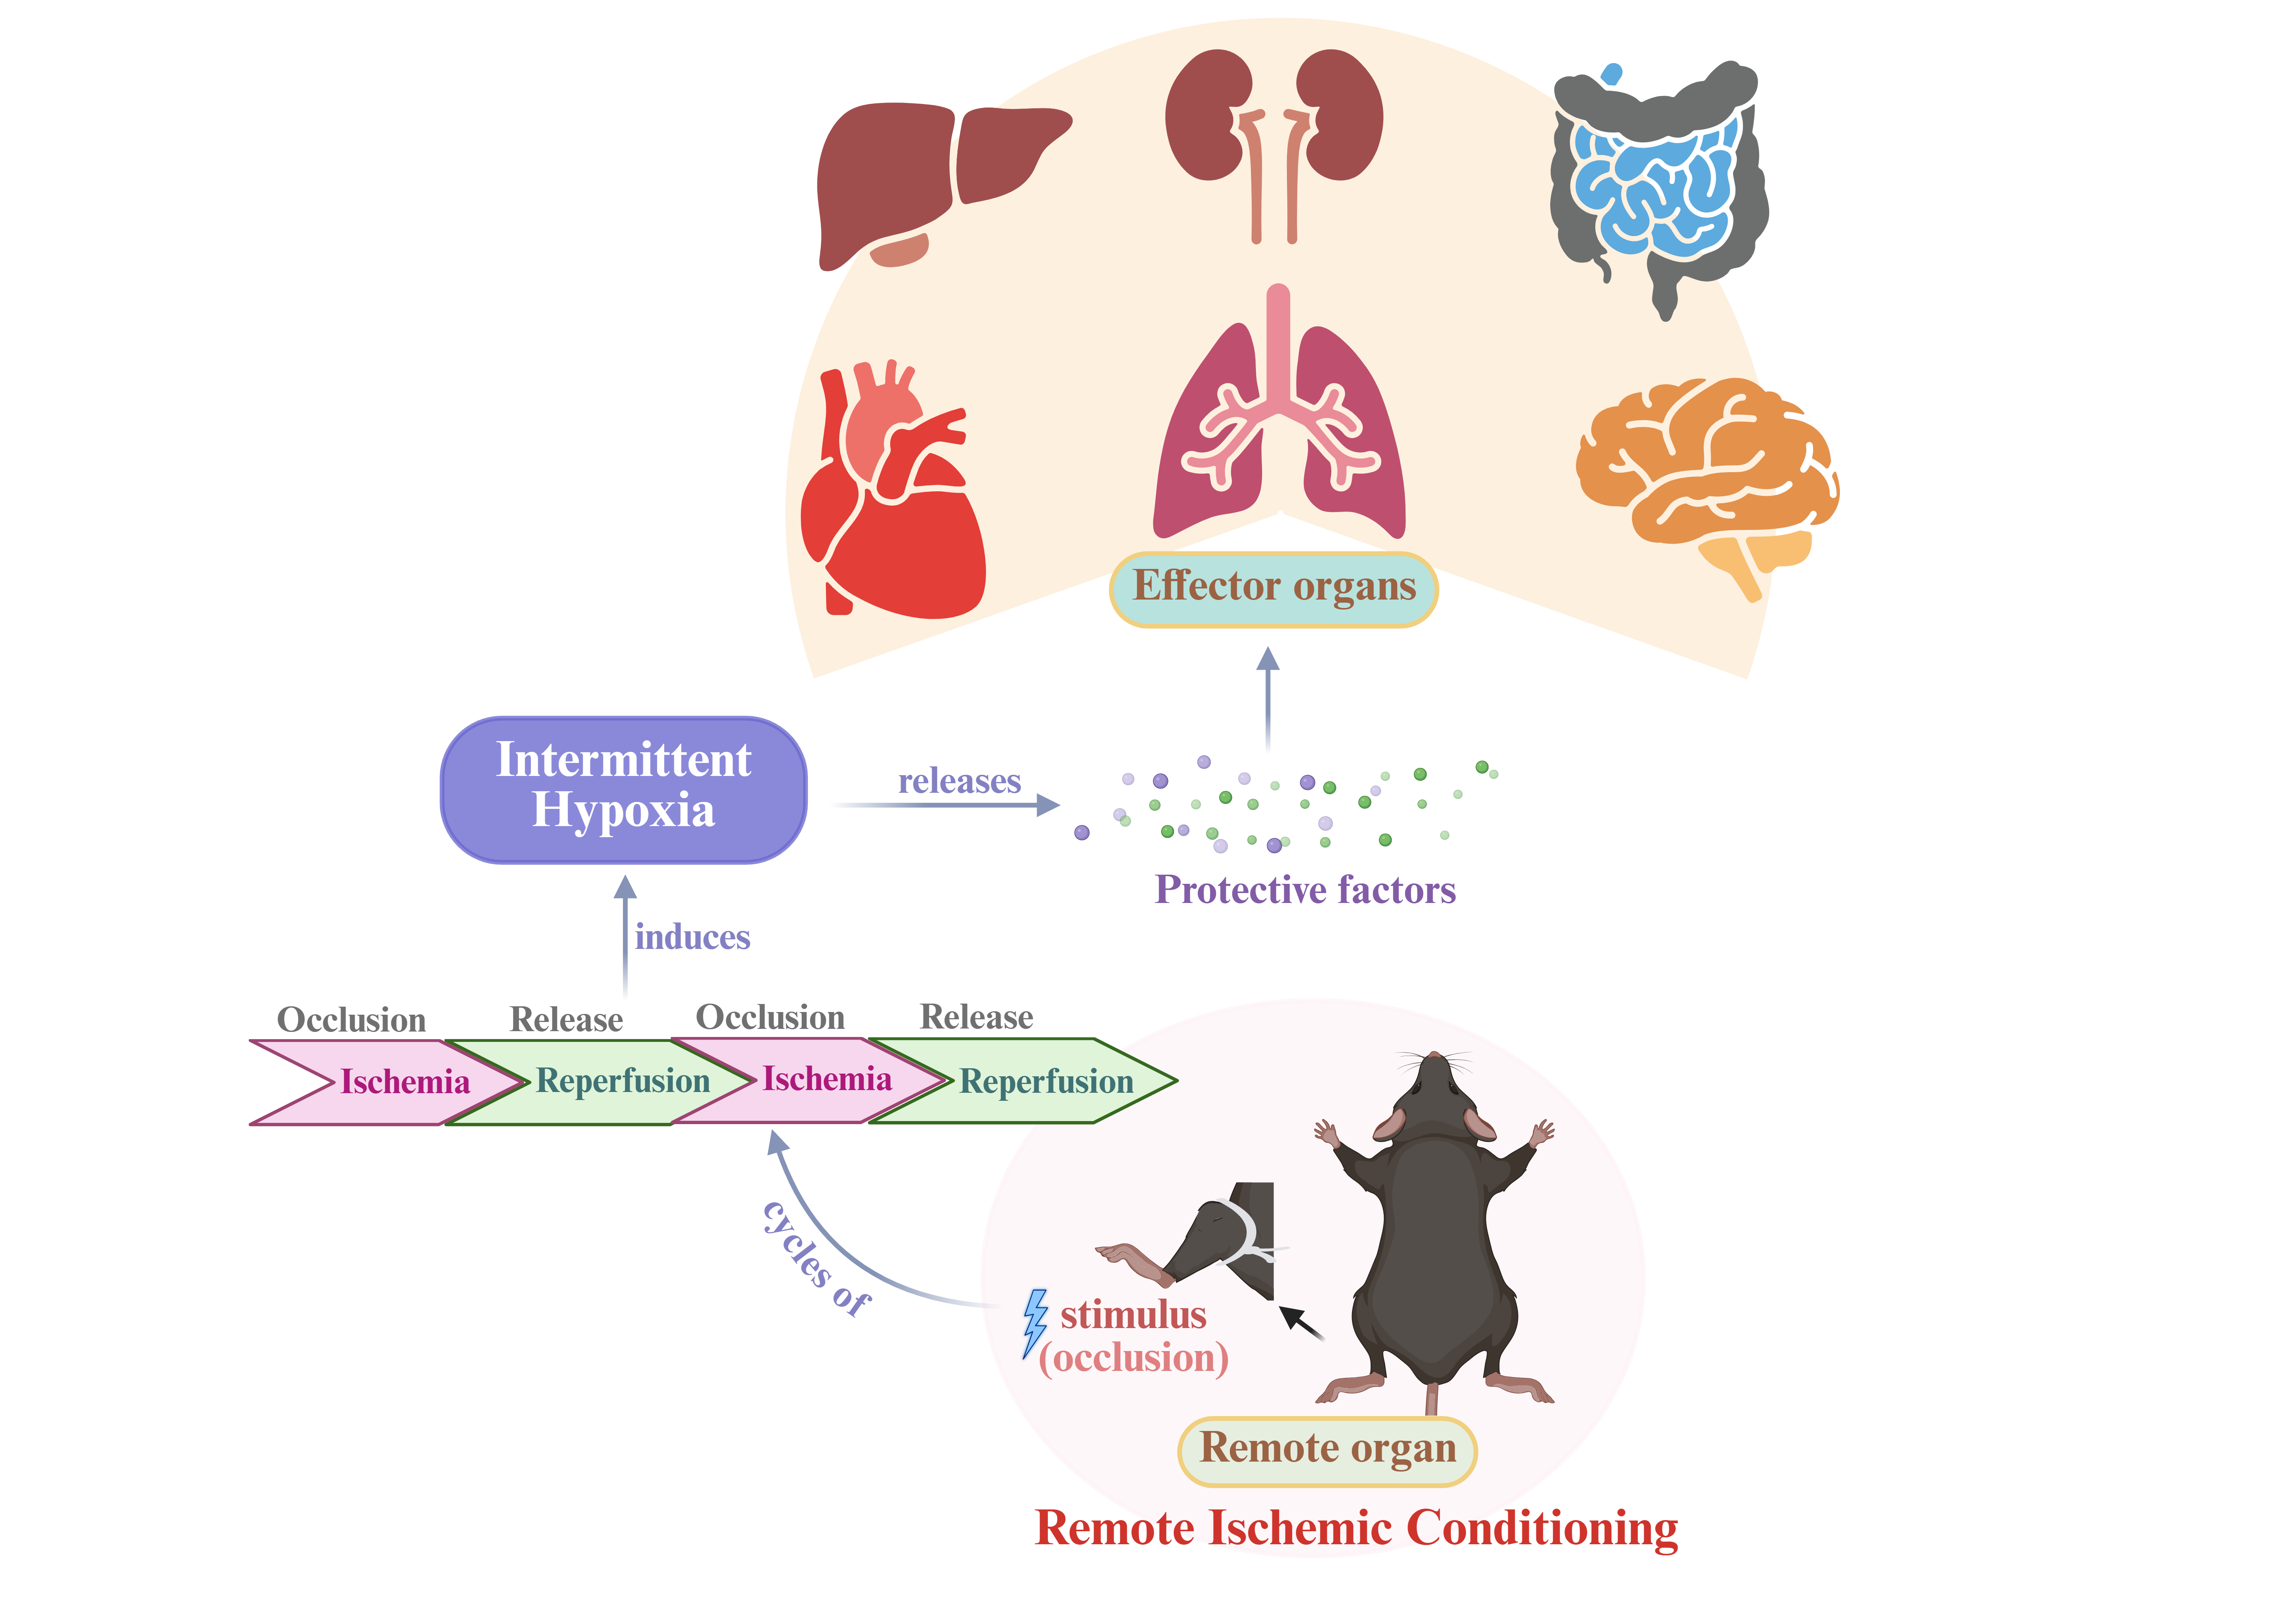 Effector organs
Intermittent
Hypoxia
releases
Protective factors
induces
Occlusion
Release
Occlusion
Release
Ischemia
Reperfusion
Ischemia
Reperfusion
cycles of
stimulus
(occlusion)
Remote organ
Remote Ischemic Conditioning